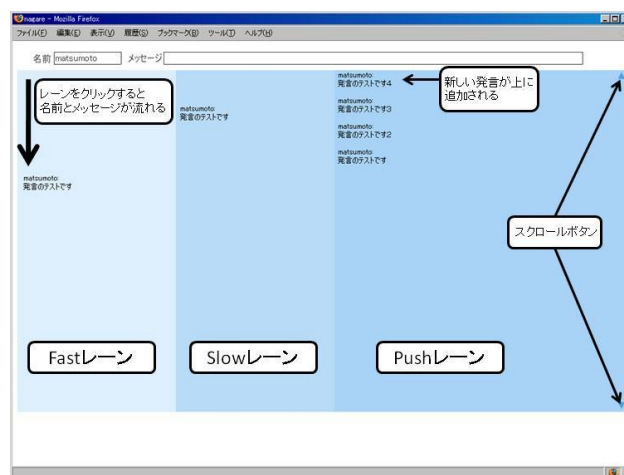 nagare - Mozilla Firefox
ファイル(F) 編集(E) 表示(V) 履歴(S) ブックマーク(B) ツール(T) ヘルプ(H)
名前 matsumoto メッセージ
レーンをクリックすると
名前とメッセージが流れる
matsumoto:
発言のテストです
matsumoto:
発言のテストです
matsumoto:
発言のテストです4
matsumoto:
発言のテストです3
matsumoto:
発言のテストです2
matsumoto:
発言のテストです
新しい発言が上に
追加される
スクロールボタン
Fastレーン
Slowレーン
Pushレーン